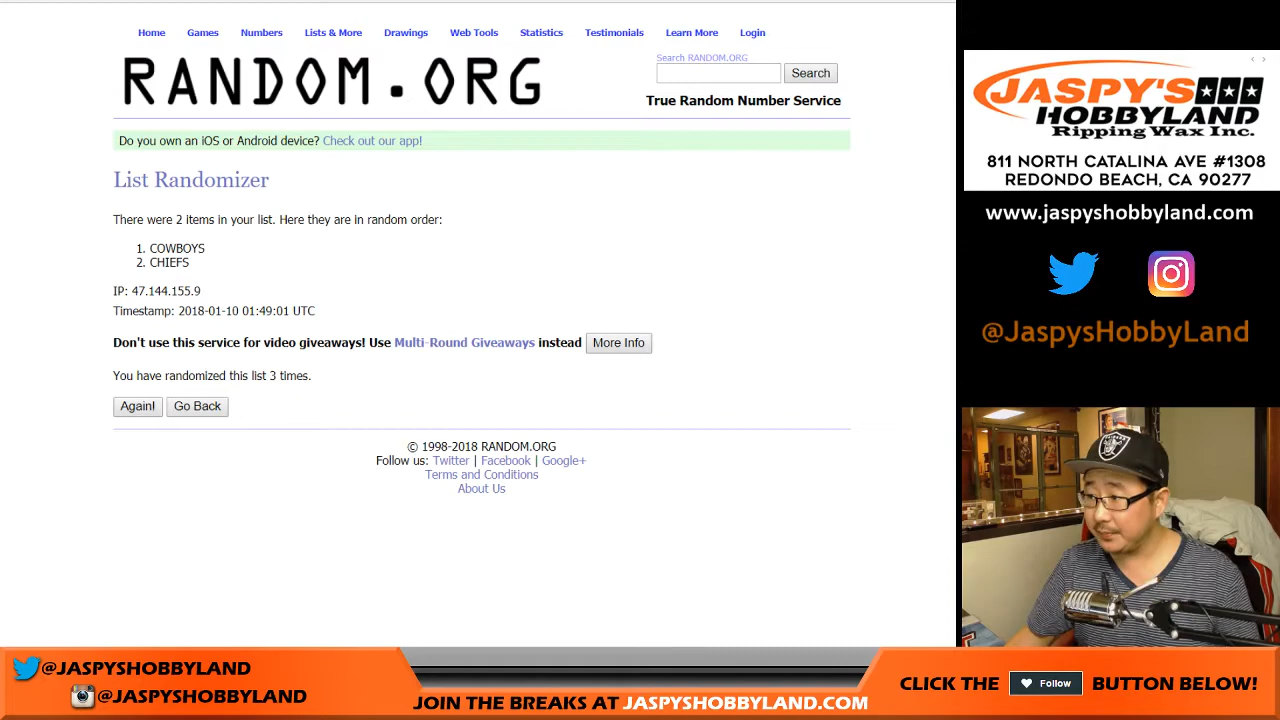 Home Games Numbers Lists & More Drawings Web Tools Statistics Testimonials Learn More Login
RANDOM.ORG
Search RANDOM.ORG
Search
True Random Number Service
Do you own an iOS or Android device? Check out our app!
List Randomizer
There were 2 items in your list. Here they are in random order:
1. COWBOYS
2. CHIEFS
IP: 47.144.155.9
Timestamp: 2018-01-10 01:49:01 UTC
Don't use this service for video giveaways! Use Multi-Round Giveaways instead More Info
You have randomized this list 3 times.
Again! Go Back
© 1998-2018 RANDOM.ORG
Follow us: Twitter | Facebook | Google+
Terms and Conditions
About Us
JASPY'S
HOBBYLAND
Ripping Wax Inc.
811 NORTH CATALINA AVE #1308
REDONDO BEACH, CA 90277
www.jaspyshobbyland.com
@JaspysHobbyLand
@JASPYSHOBBYLAND
@JASPYSHOBBYLAND
JOIN THE BREAKS AT JASPYSHOBBYLAND.COM
CLICK THE Follow BUTTON BELOW!